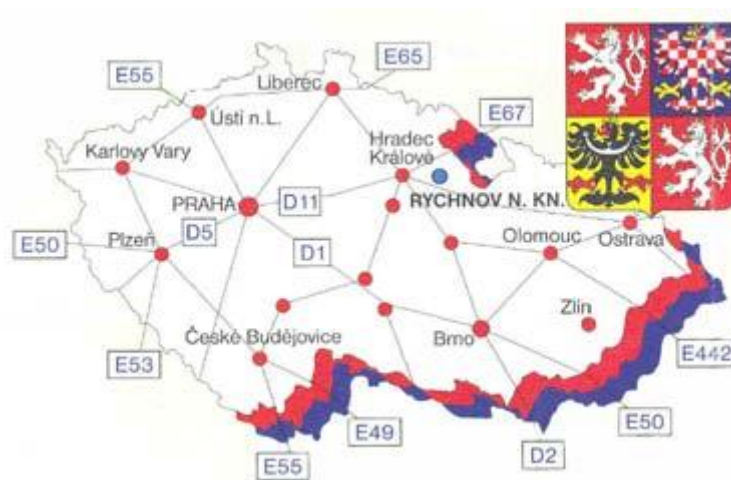 E65
E55
Liberec
Ústí n.L.
E67
Hradec
Králové
Karlovy Vary
RYCHNOV N. KN.
PRAHA
D11
D5
E50
Plzeň
D1
Olomouc
Ostrava
Zlín
České Budějovice
Brno
E53
E442
E50
E49
D2
E55